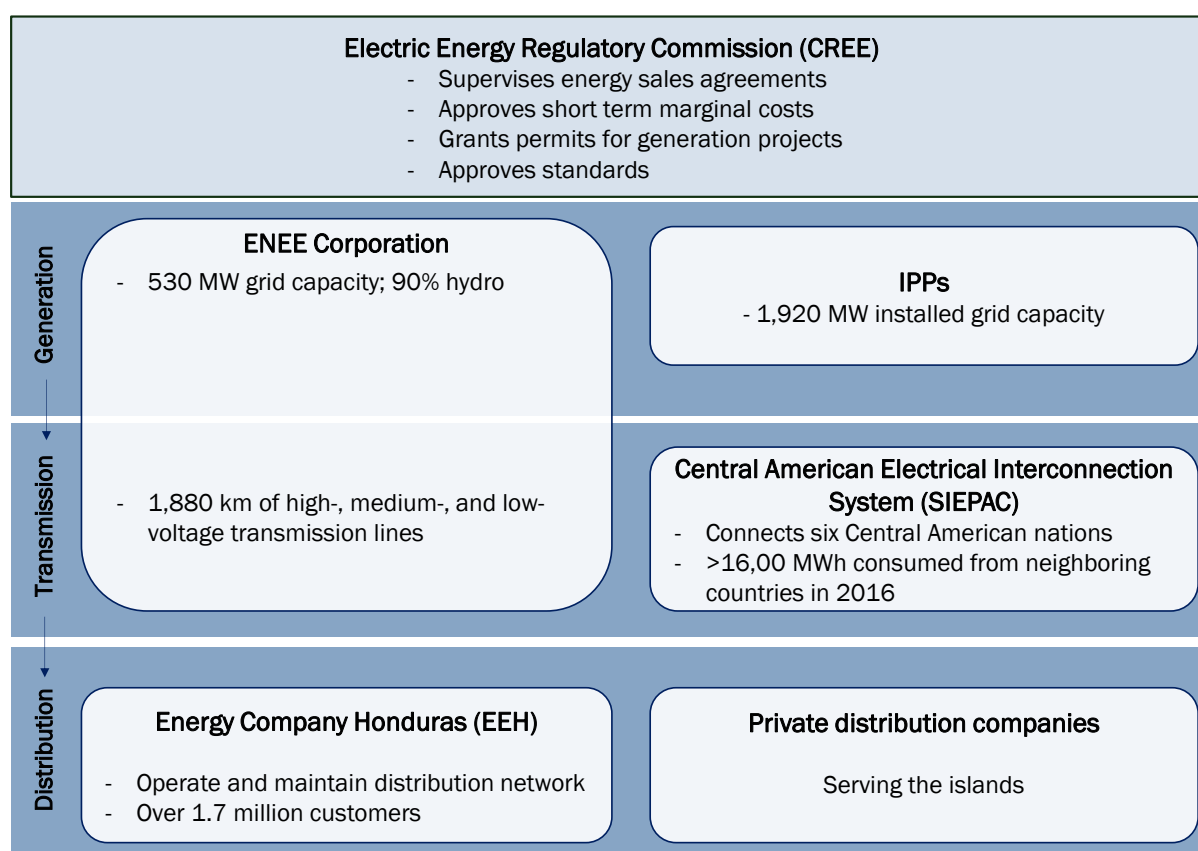 Electric Energy Regulatory Commission (CREE)
- Supervises energy sales agreements
- Approves short term marginal costs
- Grants permits for generation projects
- Approves standards
Generation
ENEE Corporation
- 530 MW grid capacity; 90% hydro
IPPs
- 1,920 MW installed grid capacity
Transmission
- 1,880 km of high-, medium-, and low-
voltage transmission lines
Central American Electrical Interconnection
System (SIEPAC)
- Connects six Central American nations
- >16,00 MWh consumed from neighboring
countries in 2016
Distribution
Energy Company Honduras (EEH)
- Operate and maintain distribution network
- Over 1.7 million customers
Private distribution companies
Serving the islands